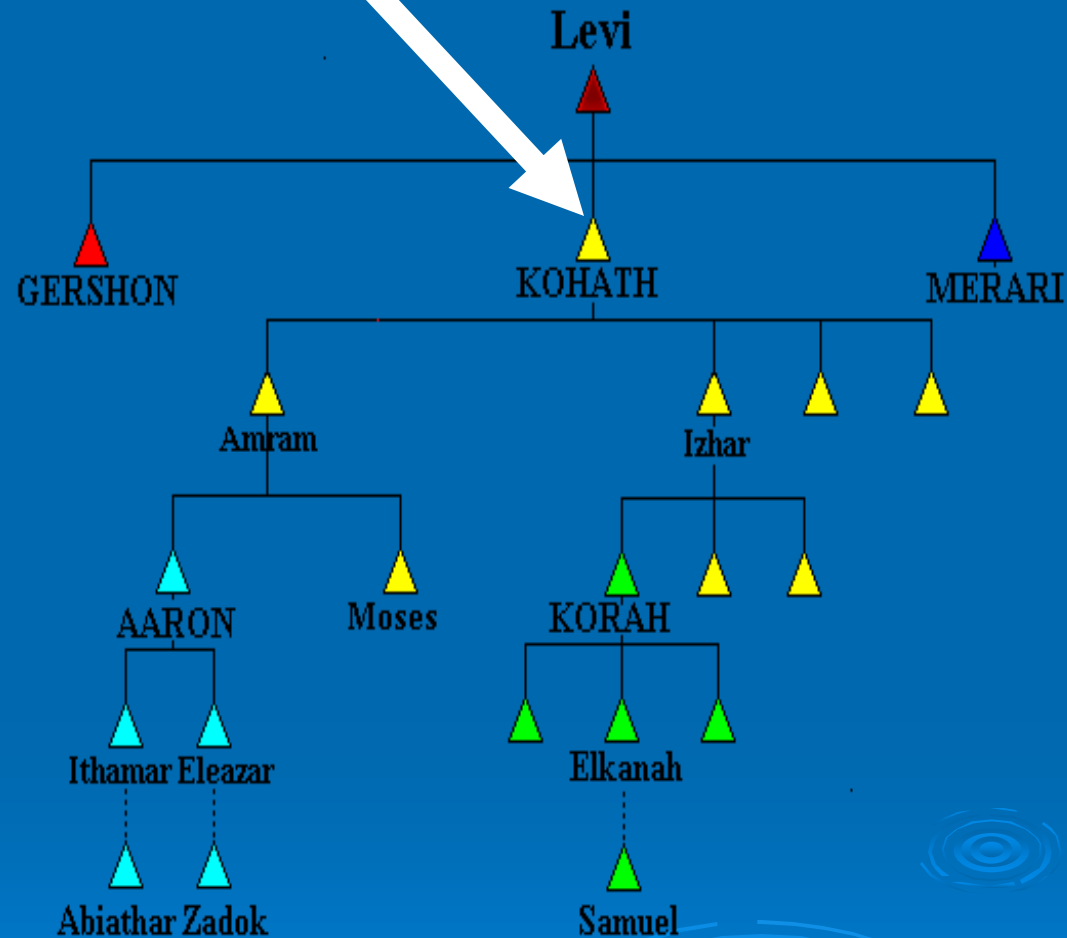 Levi
GERSHON KOHATH MERARI
Amram Izhar
AARON Moses KORAH
Ithamar Eleazar Elkanah
Abiathar Zadok Samuel